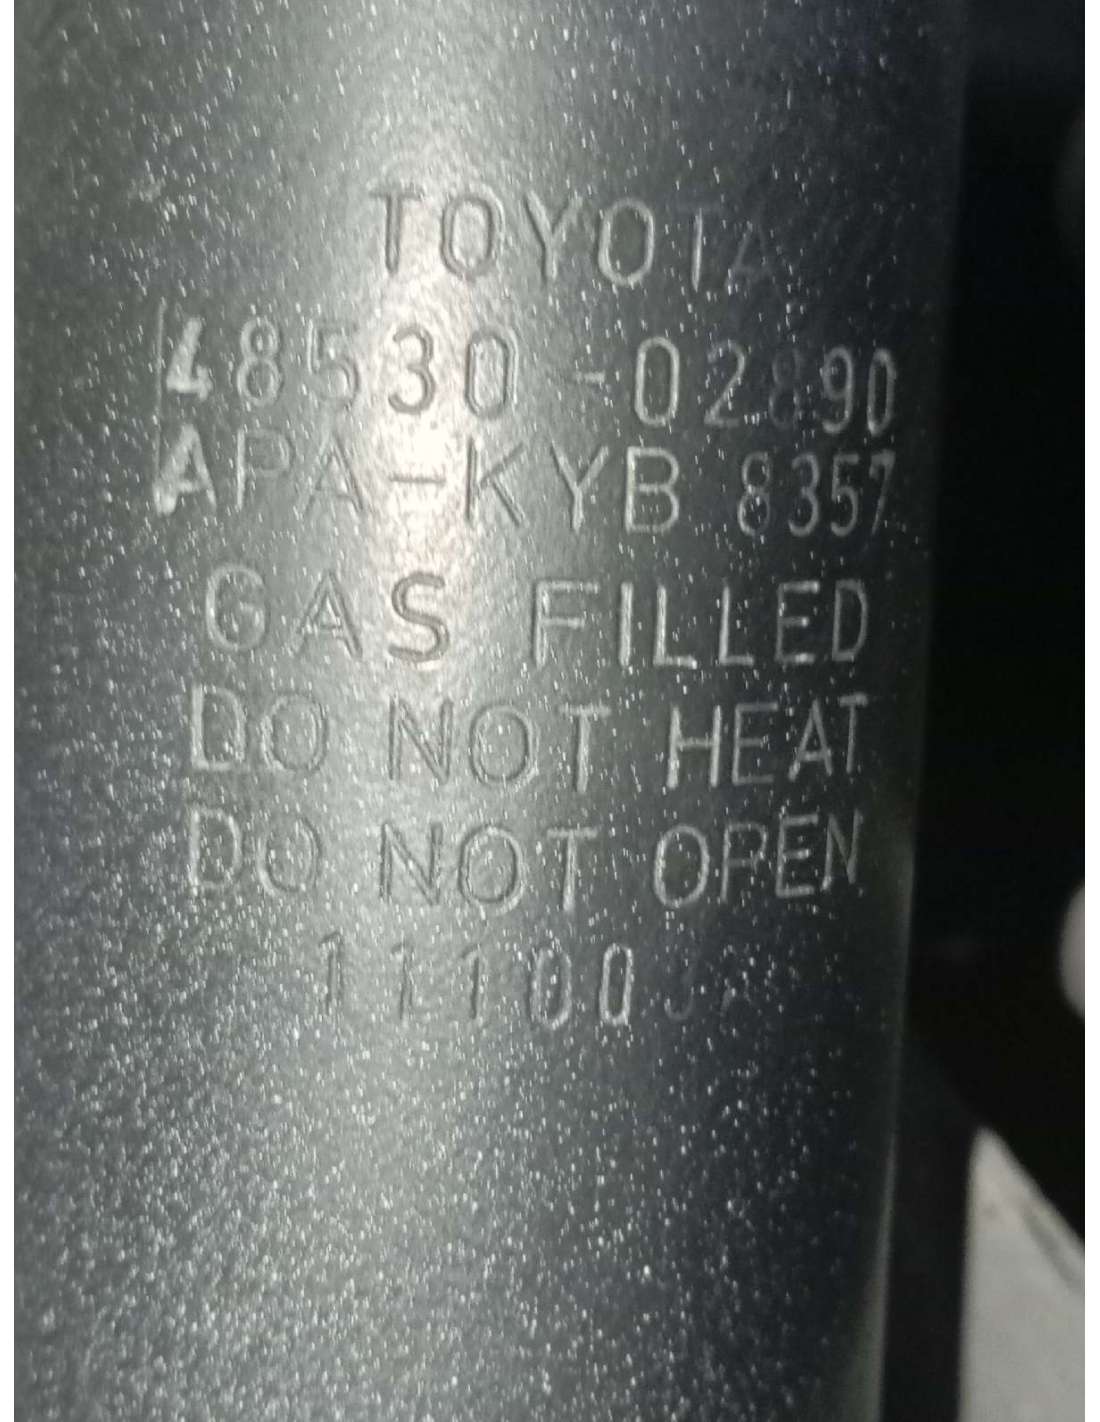 TOYOTA
48530-02890
APA-KYB 8357
GAS FILLED
DO NOT HEAT
DO NOT OPEN